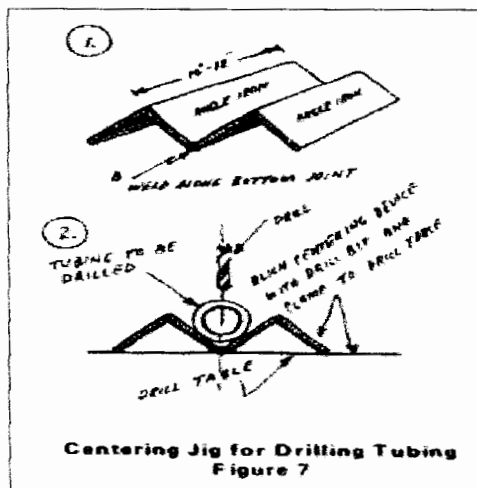 1.
10" - 12"
ANGLE IRON
ANGLE IRON
B
WELD ALONE BOTTOM JOINT
2.
DRILL
TUBING TO BE
DRILLED
ALIGN CENTERING DEVICE
WITH DRILL BIT AND
CLAMP TO DRILL TABLE
DRILL TABLE
Centering Jig for Drilling Tubing
Figure 7